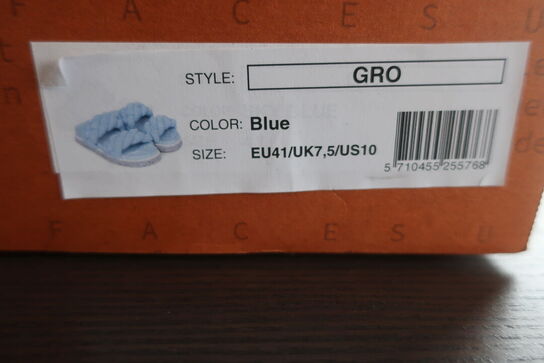 F A C E S U
STYLE: GRO
COLOR: Blue
SIZE: EU41/UK7,5/US10
5 710455 255768
F A C E S U